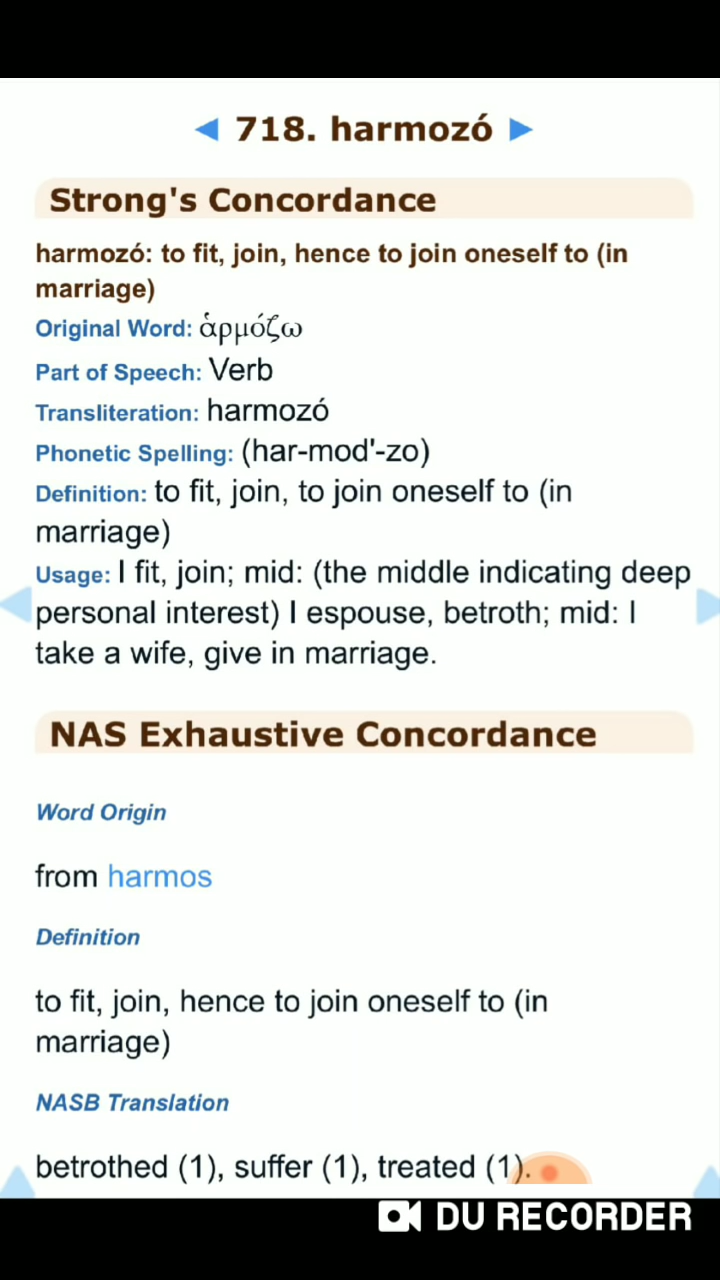 718. harmozó
Strong's Concordance
harmozó: to fit, join, hence to join oneself to (in
marriage)
Original Word: ἁρμόζω
Part of Speech: Verb
Transliteration: harmozó
Phonetic Spelling: (har-mod'-zo)
Definition: to fit, join, to join oneself to (in
marriage)
Usage: I fit, join; mid: (the middle indicating deep
personal interest) I espouse, betroth; mid: I
take a wife, give in marriage.
NAS Exhaustive Concordance
Word Origin
from harmos
Definition
to fit, join, hence to join oneself to (in
marriage)
NASB Translation
betrothed (1), suffer (1), treated (1).
DU RECORDER